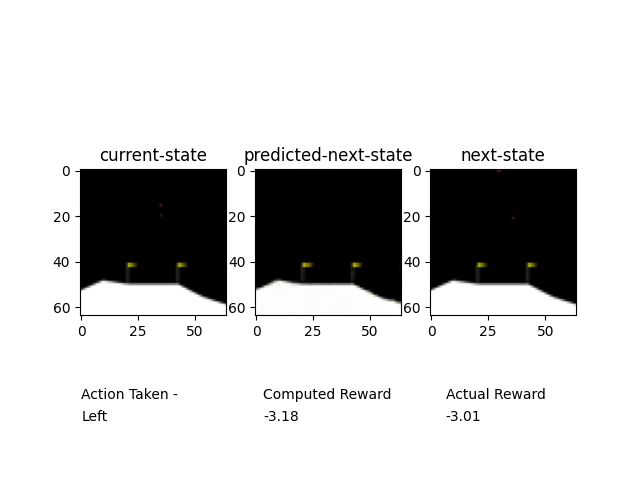 current-state predicted-next-state next-state
0 0 0
20 20 20
40 40 40
60 60 60
0 25 50 0 25 50 0 25 50
Action Taken - Computed Reward Actual Reward
Left -3.18 -3.01